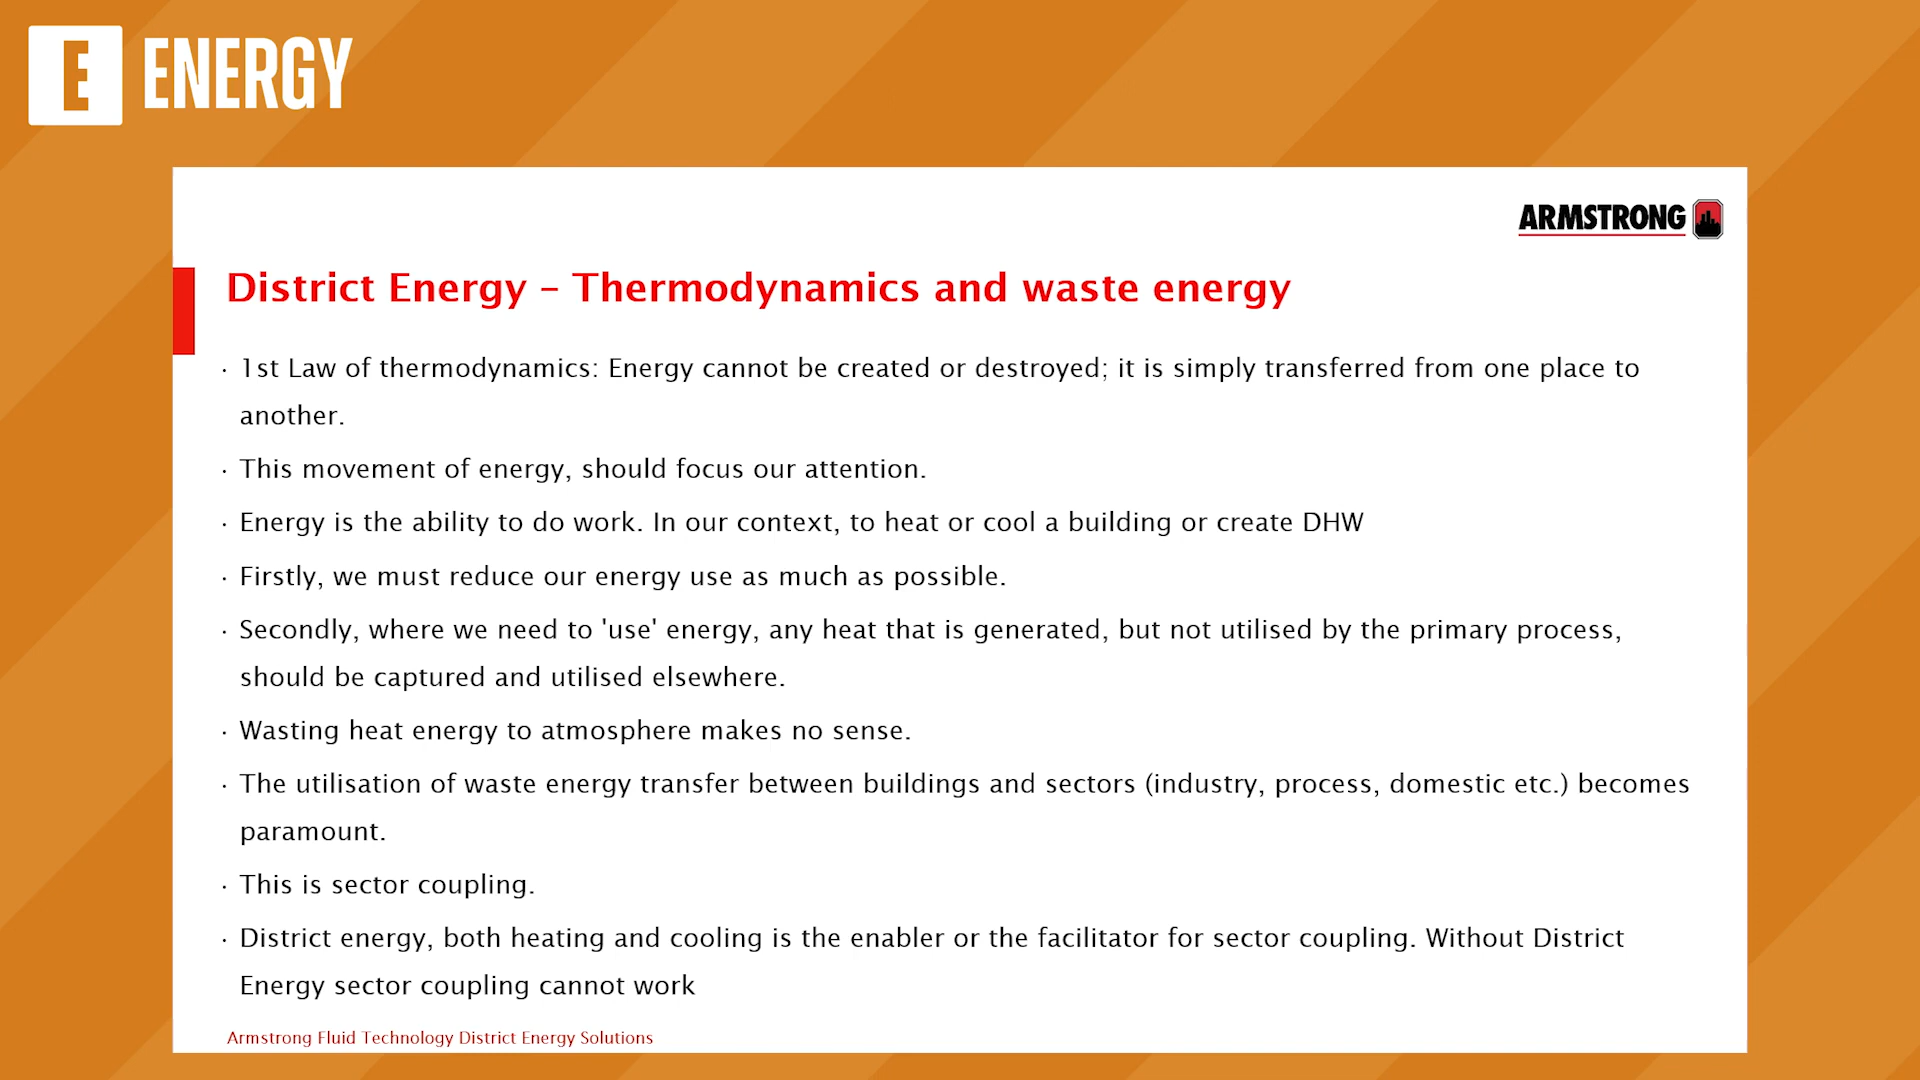 E ENERGY
ARMSTRONG
District Energy – Thermodynamics and waste energy
· 1st Law of thermodynamics: Energy cannot be created or destroyed; it is simply transferred from one place to
another.
· This movement of energy, should focus our attention.
· Energy is the ability to do work. In our context, to heat or cool a building or create DHW
· Firstly, we must reduce our energy use as much as possible.
· Secondly, where we need to 'use' energy, any heat that is generated, but not utilised by the primary process,
should be captured and utilised elsewhere.
· Wasting heat energy to atmosphere makes no sense.
· The utilisation of waste energy transfer between buildings and sectors (industry, process, domestic etc.) becomes
paramount.
· This is sector coupling.
· District energy, both heating and cooling is the enabler or the facilitator for sector coupling. Without District
Energy sector coupling cannot work
Armstrong Fluid Technology District Energy Solutions